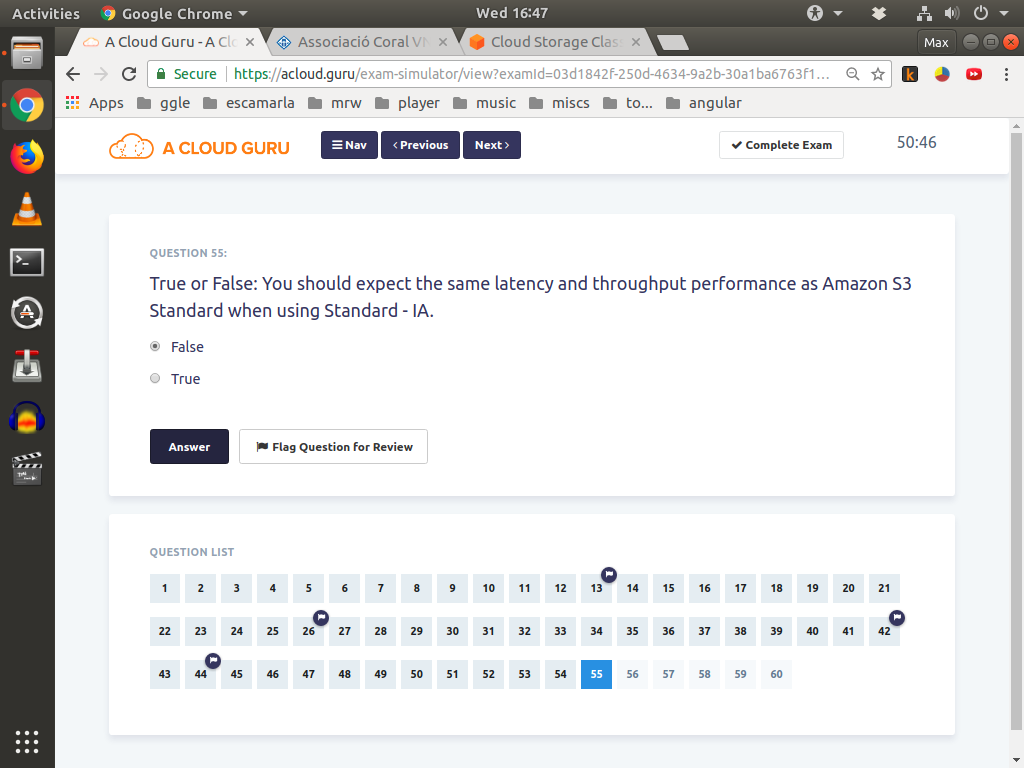 Activities Google Chrome Wed 16:47
A Cloud Guru - A Clo Associació Coral VN Cloud Storage Clas Max
Secure https://acloud.guru/exam-simulator/view?examId=03d1842f-250d-4634-9a2b-30a1ba6763f1...
Apps ggle escamarla mrw player music miscs to... angular
A CLOUD GURU Nav Previous Next Complete Exam 50:46
QUESTION 55:
True or False: You should expect the same latency and throughput performance as Amazon S3
Standard when using Standard - IA.
False
True
Answer Flag Question for Review
QUESTION LIST
1 2 3 4 5 6 7 8 9 10 11 12 13 14 15 16 17 18 19 20 21
22 23 24 25 26 27 28 29 30 31 32 33 34 35 36 37 38 39 40 41 42
43 44 45 46 47 48 49 50 51 52 53 54 55 56 57 58 59 60